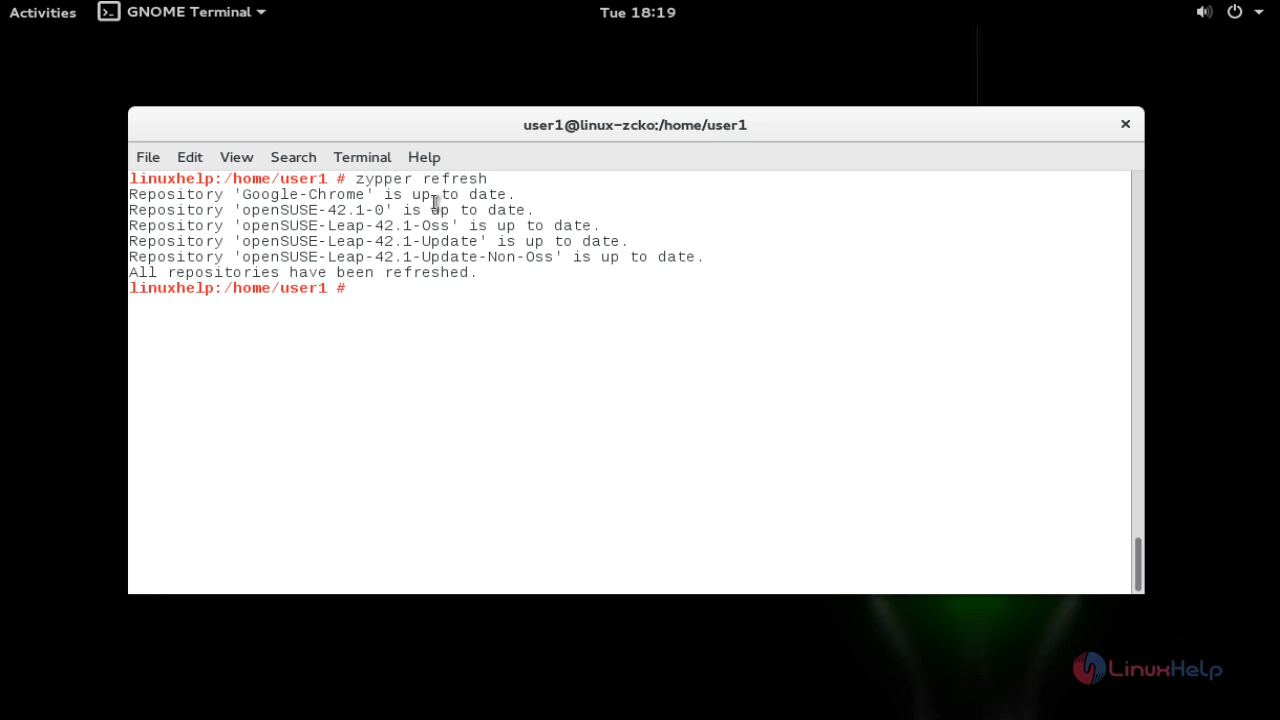 Activities GNOME Terminal Tue 18:19
user1@linux-zcko:/home/user1
File Edit View Search Terminal Help
linuxhelp:/home/user1 # zypper refresh
Repository 'Google-Chrome' is up to date.
Repository 'openSUSE-42.1-0' is up to date.
Repository 'openSUSE-Leap-42.1-Oss' is up to date.
Repository 'openSUSE-Leap-42.1-Update' is up to date.
Repository 'openSUSE-Leap-42.1-Update-Non-Oss' is up to date.
All repositories have been refreshed.
linuxhelp:/home/user1 #
LinuxHelp